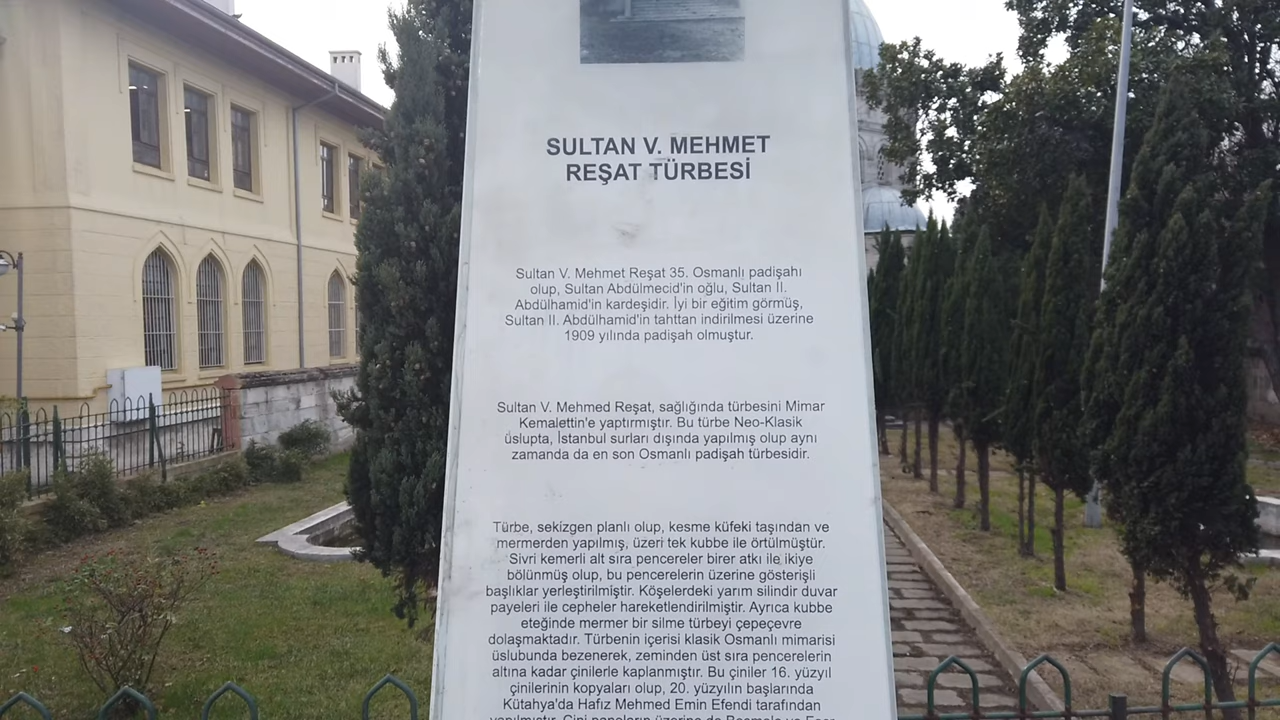 SULTAN V. MEHMET
REŞAT TÜRBESİ
Sultan V. Mehmet Reşat 35. Osmanlı padişahı
olup, Sultan Abdülmecid'in oğlu, Sultan II.
Abdülhamid'in kardeşidir. İyi bir eğitim görmüş,
Sultan II. Abdülhamid'in tahttan indirilmesi üzerine
1909 yılında padişah olmuştur.
Sultan V. Mehmed Reşat, sağlığında türbesini Mimar
Kemalettin'e yaptırmıştır. Bu türbe Neo-Klasik
üslupta, İstanbul surları dışında yapılmış olup aynı
zamanda da en son Osmanlı padişah türbesidir.
Türbe, sekizgen planlı olup, kesme küfeki taşından ve
mermerden yapılmış, üzeri tek kubbe ile örtülmüştür.
Sivri kemerli alt sıra pencereler birer atkı ile ikiye
bölünmüş olup, bu pencerelerin üzerine gösterişli
başlıklar yerleştirilmiştir. Köşelerdeki yarım silindir duvar
payeleri ile cepheler hareketlendirilmiştir. Ayrıca kubbe
eteğinde mermer bir silme türbeyi çepeçevre
dolaşmaktadır. Türbenin içerisi klasik Osmanlı mimarisi
üslubunda bezenerek, zeminden üst sıra pencerelerin
altına kadar çinilerle kaplanmıştır. Bu çiniler 16. yüzyıl
çinilerinin kopyaları olup, 20. yüzyılın başlarında
Kütahya'da Hafız Mehmed Emin Efendi tarafından